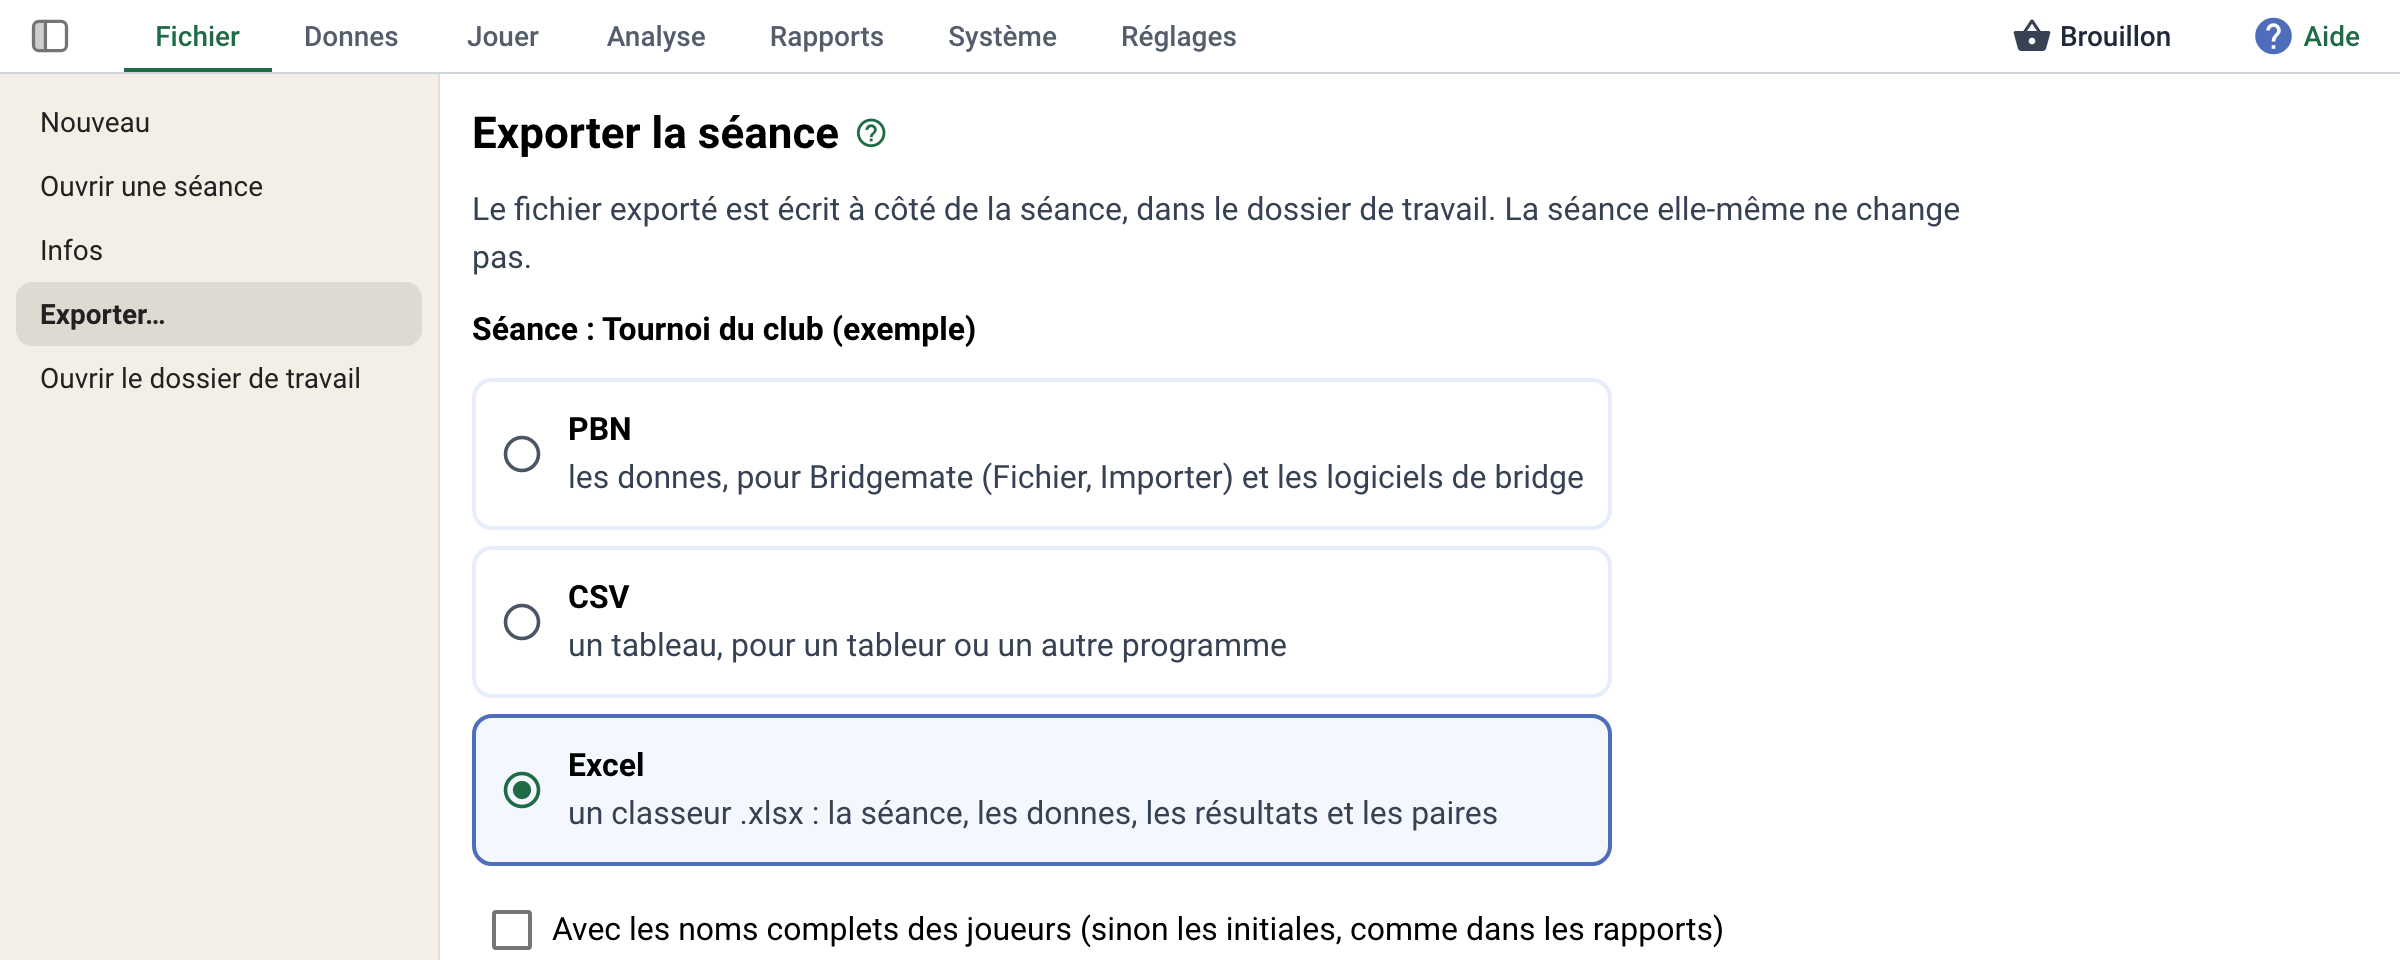 Fichier
Donnes
Jouer
Analyse
Rapports
Système
Réglages
Brouillon
? Aide
Nouveau
Ouvrir une séance
Infos
Exporter...
Ouvrir le dossier de travail
Exporter la séance ?
Le fichier exporté est écrit à côté de la séance, dans le dossier de travail. La séance elle-même ne change
pas.
Séance : Tournoi du club (exemple)
PBN
les donnes, pour Bridgemate (Fichier, Importer) et les logiciels de bridge
CSV
un tableau, pour un tableur ou un autre programme
Excel
un classeur .xlsx : la séance, les donnes, les résultats et les paires
Avec les noms complets des joueurs (sinon les initiales, comme dans les rapports)